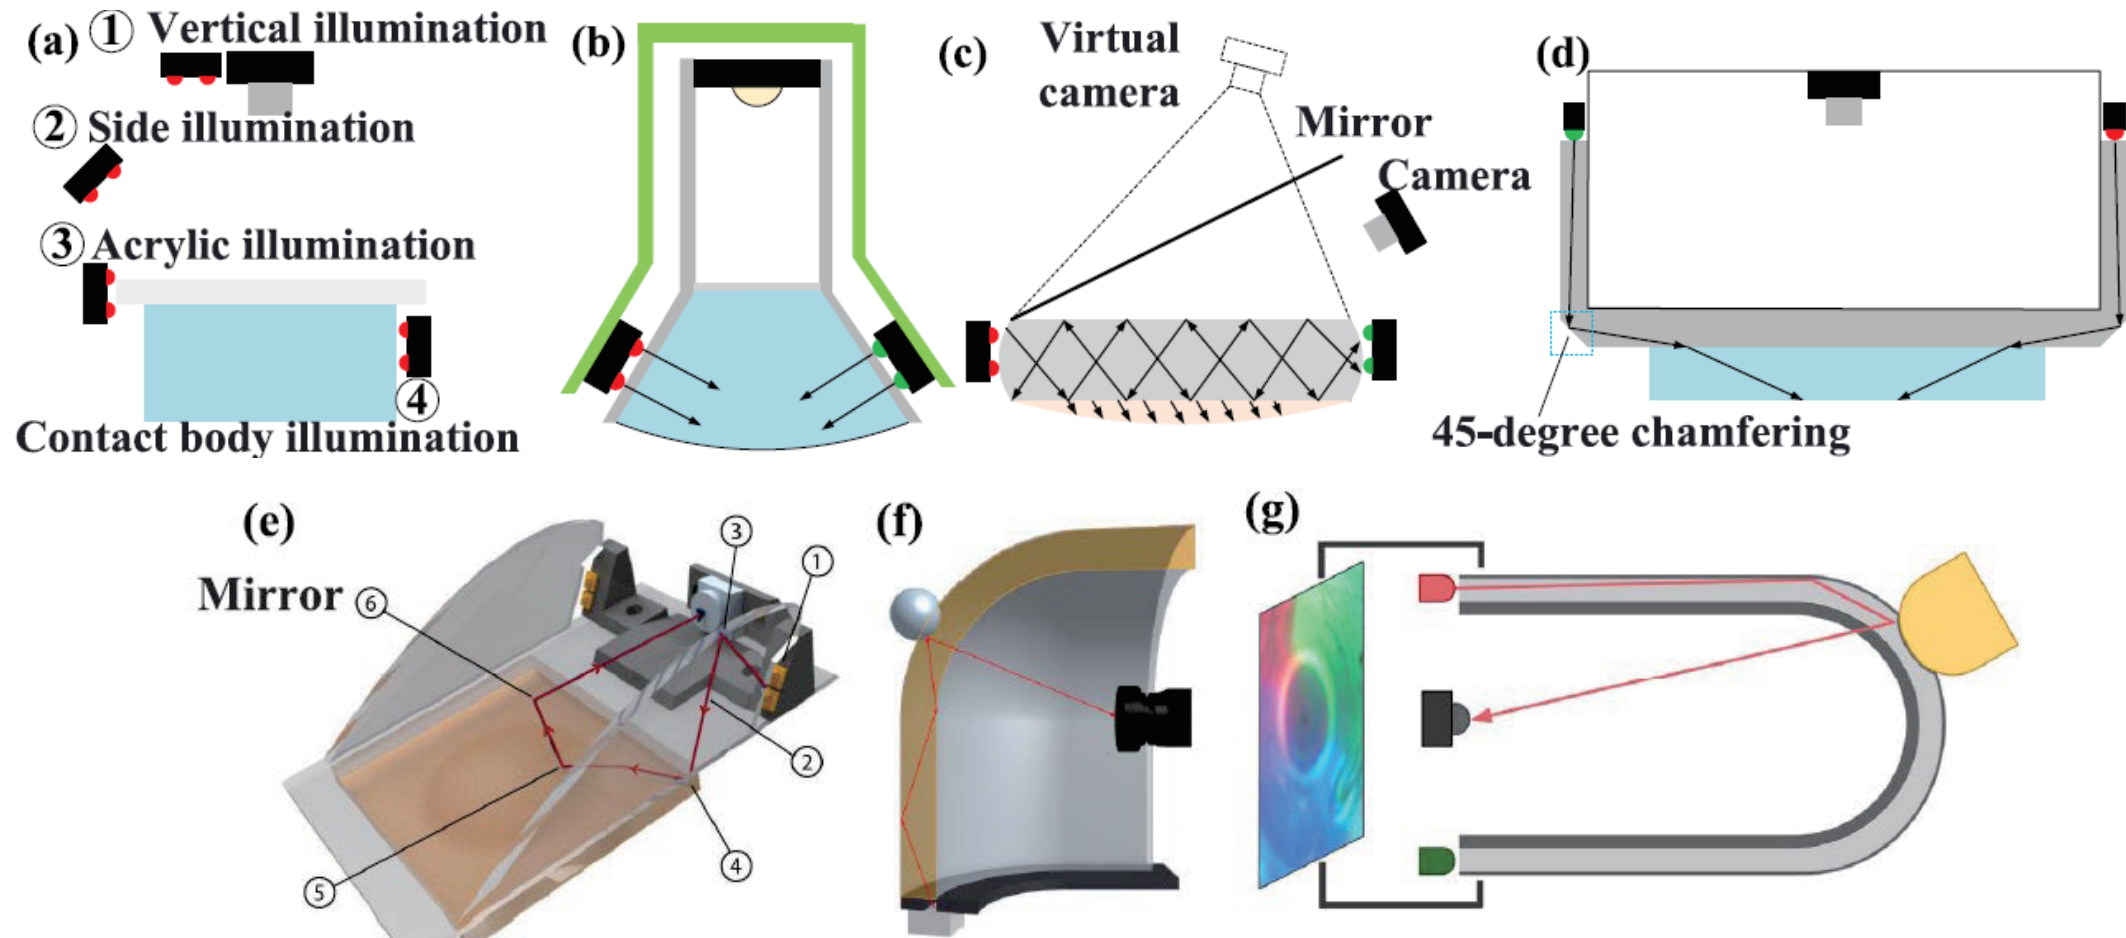 (a) ① Vertical illumination
② Side illumination
③ Acrylic illumination
④
Contact body illumination
(b)
(c)
Virtual
camera
Mirror
Camera
(d)
45-degree chamfering
(e)
Mirror ⑥
③
①
②
④
⑤
(f)
(g)